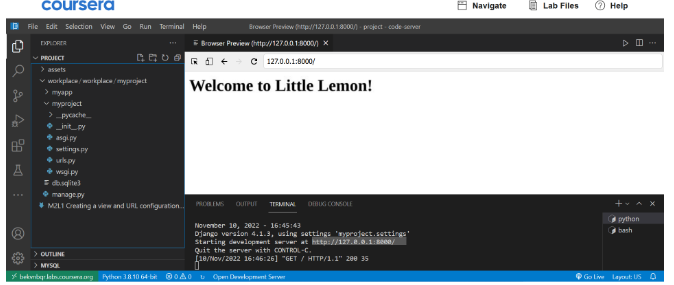 coursera
Navigate Lab Files Help
File Edit Selection View Go Run Terminal Help
Browser Preview (http://127.0.0.1:8000/) - project - code-server
EXPLORER
Browser Preview (http://127.0.0.1:8000/)
PROJECT
127.0.0.1:8000/
assets
workplace / workplace / myproject
myapp
myproject
__pycache__
__init__.py
asgi.py
settings.py
urls.py
wsgi.py
db.sqlite3
manage.py
M2L1 Creating a view and URL configuration...
OUTLINE
MYSQL
Welcome to Little Lemon!
PROBLEMS OUTPUT TERMINAL DEBUG CONSOLE
python
bash
November 10, 2022 - 16:45:43
Django version 4.1.3, using settings 'myproject.settings'
Starting development server at http://127.0.0.1:8000/
Quit the server with CONTROL-C.
[10/Nov/2022 16:46:26] "GET / HTTP/1.1" 200 35
Python 3.8.10 64-bit 0 0 Open Development Server
Go Live Layout: US